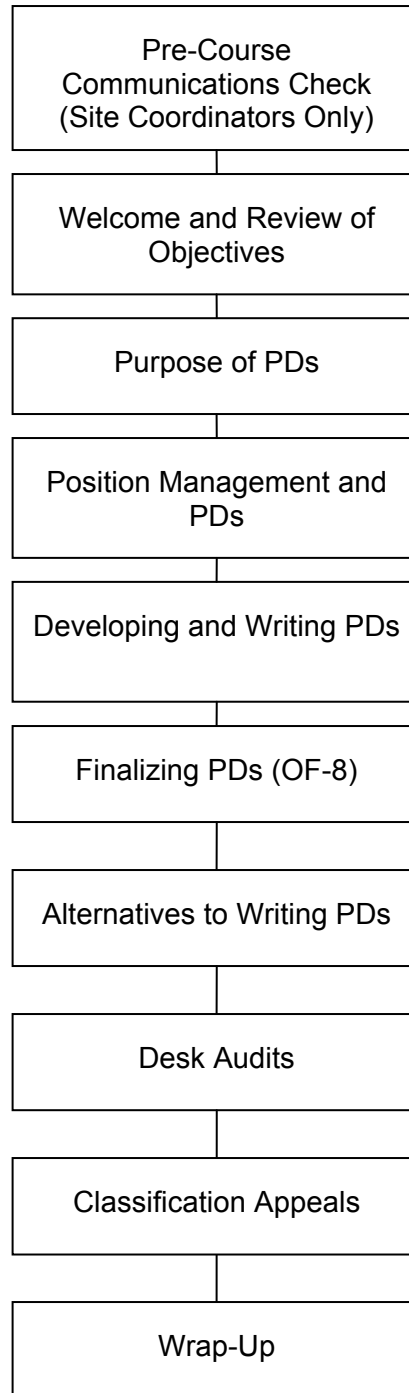 Pre-Course
Communications Check
(Site Coordinators Only)
Welcome and Review of
Objectives
Purpose of PDs
Position Management and
PDs
Developing and Writing PDs
Finalizing PDs (OF-8)
Alternatives to Writing PDs
Desk Audits
Classification Appeals
Wrap-Up